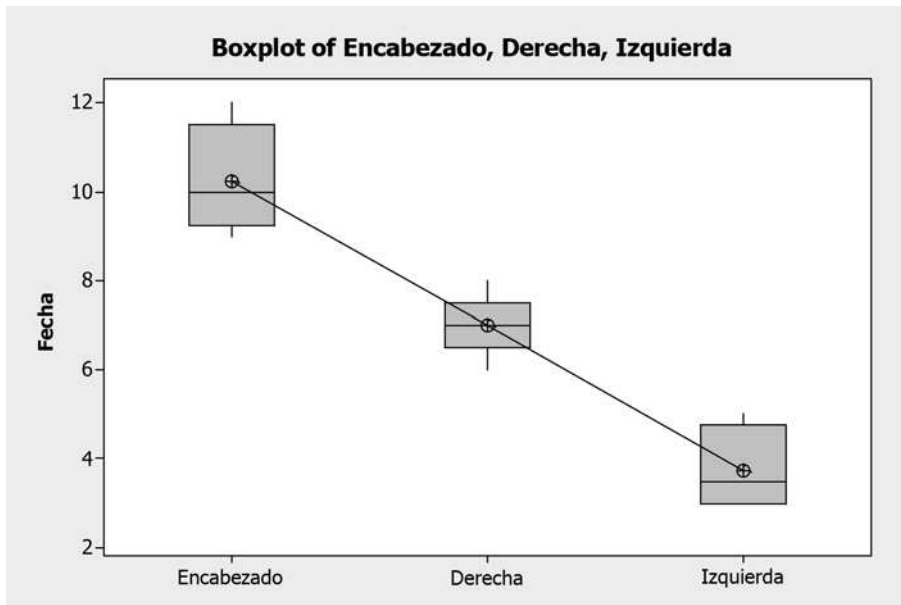 Boxplot of Encabezado, Derecha, Izquierda
Fecha
12
10
8
6
4
2
Encabezado
Derecha
Izquierda